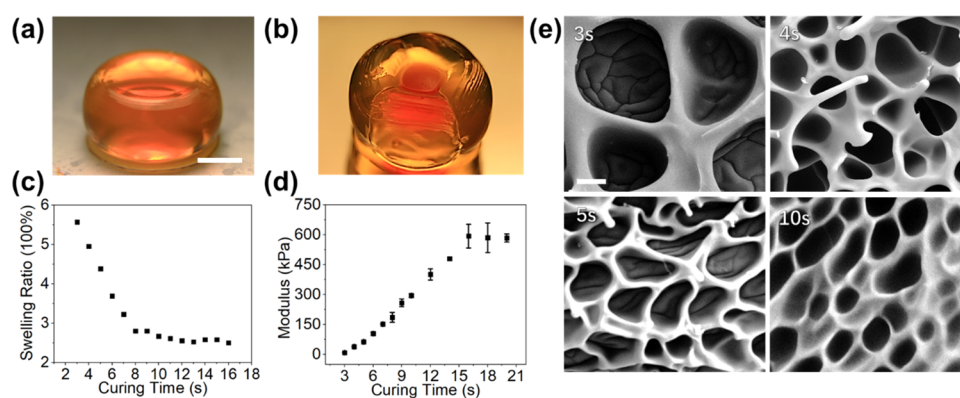 (a)
(b)
(e)
3s
4s
5s
10s
(c)
Swelling Ratio (100%)
6
5
4
3
2
2 4 6 8 10 12 14 16 18
Curing Time (s)
(d)
Modulus (kPa)
750
600
450
300
150
0
3 6 9 12 15 18 21
Curing Time (s)